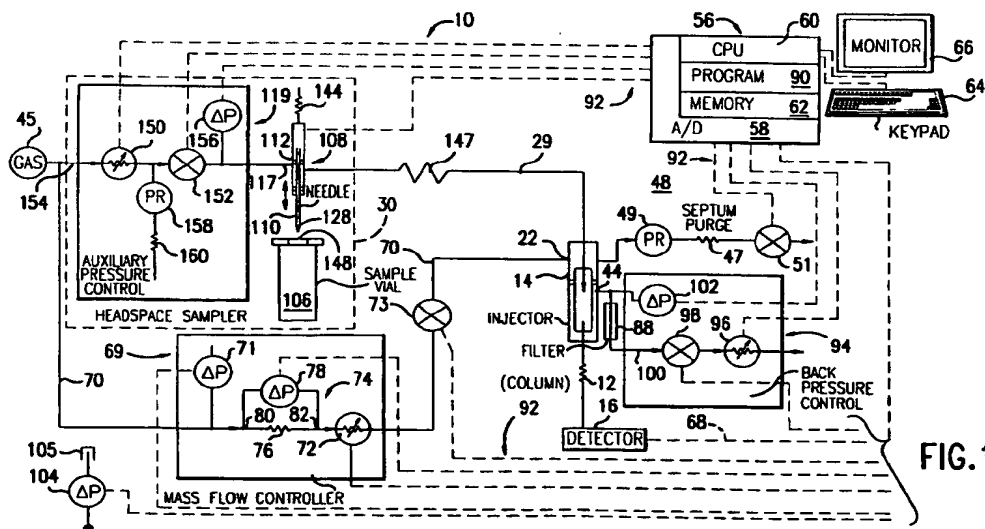 10
56
60
CPU
MONITOR
66
PROGRAM
90
MEMORY
62
64
A/D
58
KEYPAD
92
92
45
GAS
154
150
ΔP
156
119
144
112
108
117
152
PR
158
160
NEEDLE
110
128
30
148
AUXILIARY
PRESSURE
CONTROL
SAMPLE
VIAL
106
HEADSPACE SAMPLER
147
29
48
49
SEPTUM
PURGE
PR
47
51
22
14
44
70
73
INJECTOR
ΔP
102
98
96
88
FILTER
94
100
BACK
PRESSURE
CONTROL
(COLUMN)
12
16
DETECTOR
68
92
69
71
ΔP
70
78
ΔP
74
80
82
76
72
MASS FLOW CONTROLLER
105
104
ΔP
FIG.1